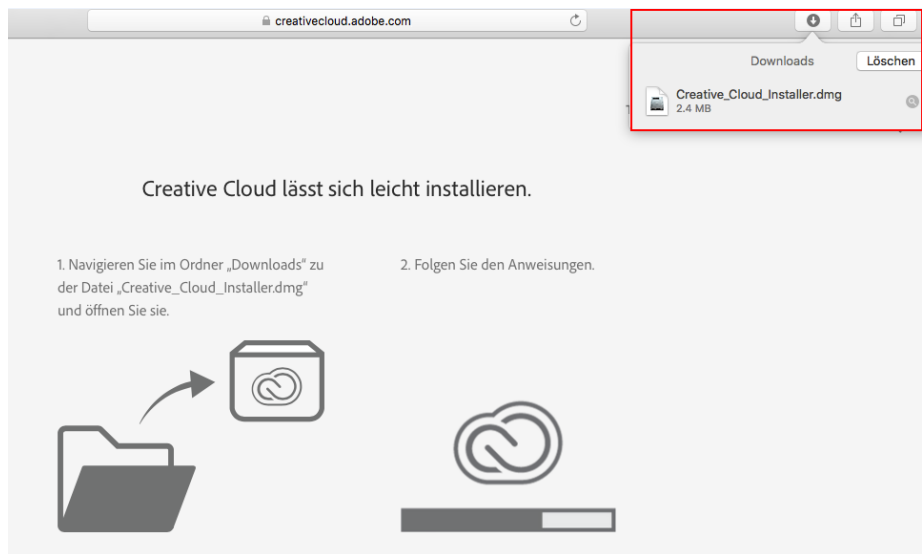 creativecloud.adobe.com
Downloads
Löschen
Creative_Cloud_Installer.dmg
2.4 MB
Creative Cloud lässt sich leicht installieren.
1. Navigieren Sie im Ordner „Downloads“ zu
der Datei „Creative_Cloud_Installer.dmg“
und öffnen Sie sie.
2. Folgen Sie den Anweisungen.